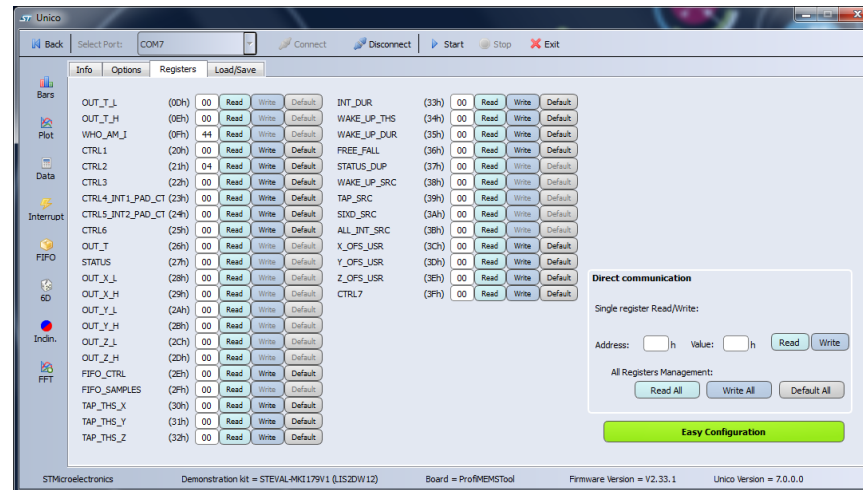 ST Unico
Back Select Port: COM7 Connect Disconnect Start Stop Exit
Info Options Registers Load/Save
Bars
Plot
Data
Interrupt
FIFO
6D
Inclin.
FFT
OUT_T_L (0Dh) 00 Read Write Default
OUT_T_H (0Eh) 00 Read Write Default
WHO_AM_I (0Fh) 44 Read Write Default
CTRL1 (20h) 00 Read Write Default
CTRL2 (21h) 04 Read Write Default
CTRL3 (22h) 00 Read Write Default
CTRL4_INT1_PAD_CT (23h) 00 Read Write Default
CTRL5_INT2_PAD_CT (24h) 00 Read Write Default
CTRL6 (25h) 00 Read Write Default
OUT_T (26h) 00 Read Write Default
STATUS (27h) 00 Read Write Default
OUT_X_L (28h) 00 Read Write Default
OUT_X_H (29h) 00 Read Write Default
OUT_Y_L (2Ah) 00 Read Write Default
OUT_Y_H (2Bh) 00 Read Write Default
OUT_Z_L (2Ch) 00 Read Write Default
OUT_Z_H (2Dh) 00 Read Write Default
FIFO_CTRL (2Eh) 00 Read Write Default
FIFO_SAMPLES (2Fh) 00 Read Write Default
TAP_THS_X (30h) 00 Read Write Default
TAP_THS_Y (31h) 00 Read Write Default
TAP_THS_Z (32h) 00 Read Write Default
INT_DUR (33h) 00 Read Write Default
WAKE_UP_THS (34h) 00 Read Write Default
WAKE_UP_DUR (35h) 00 Read Write Default
FREE_FALL (36h) 00 Read Write Default
STATUS_DUP (37h) 00 Read Write Default
WAKE_UP_SRC (38h) 00 Read Write Default
TAP_SRC (39h) 00 Read Write Default
SIXD_SRC (3Ah) 00 Read Write Default
ALL_INT_SRC (3Bh) 00 Read Write Default
X_OFS_USR (3Ch) 00 Read Write Default
Y_OFS_USR (3Dh) 00 Read Write Default
Z_OFS_USR (3Eh) 00 Read Write Default
CTRL7 (3Fh) 00 Read Write Default
Direct communication
Single register Read/Write:
Address: h Value: h Read Write
All Registers Management:
Read All Write All Default All
Easy Configuration
STMicroelectronics Demonstration kit = STEVAL-MKI179V1 (LIS2DW12) Board = ProfiMEMSTool Firmware Version = V2.33.1 Unico Version = 7.0.0.0